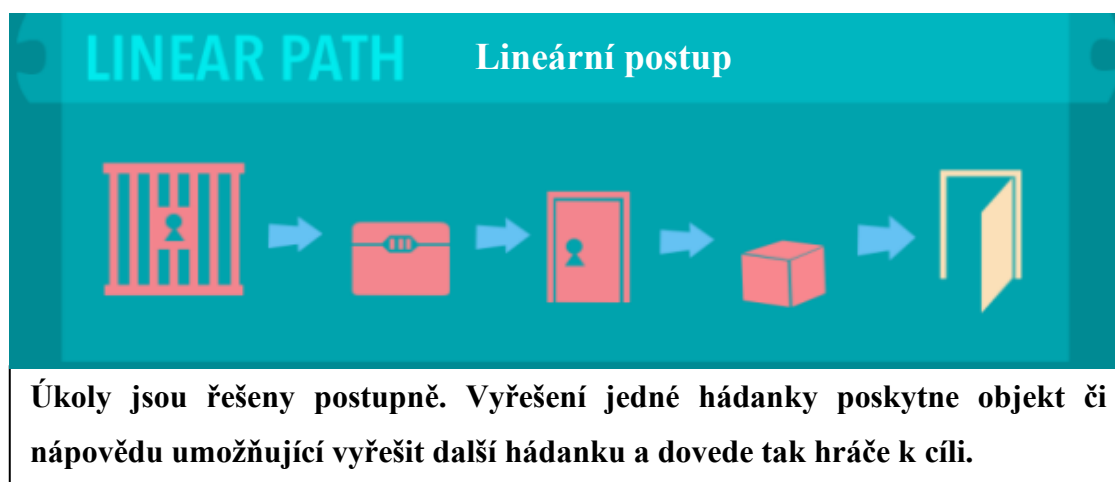 LINEAR PATH Lineární postup
Úkoly jsou řešeny postupně. Vyřešení jedné hádanky poskytne objekt či
nápovědu umožňující vyřešit další hádanku a dovede tak hráče k cíli.